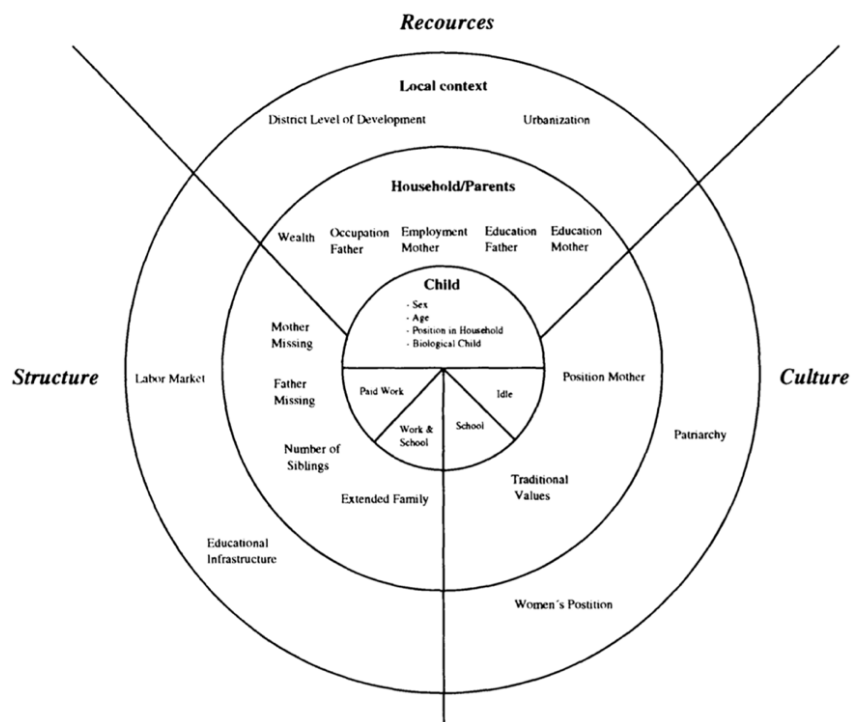 Recources
Local context
District Level of Development
Urbanization
Household/Parents
Wealth
Occupation
Father
Employment
Mother
Education
Father
Education
Mother
Child
- Sex
- Age
- Position in Household
- Biological Child
Mother
Missing
Structure
Labor Market
Father
Missing
Paid Work
Work &
School
School
Idle
Position Mother
Culture
Patriarchy
Number of
Siblings
Extended Family
Traditional
Values
Educational
Infrastructure
Women´s Postition